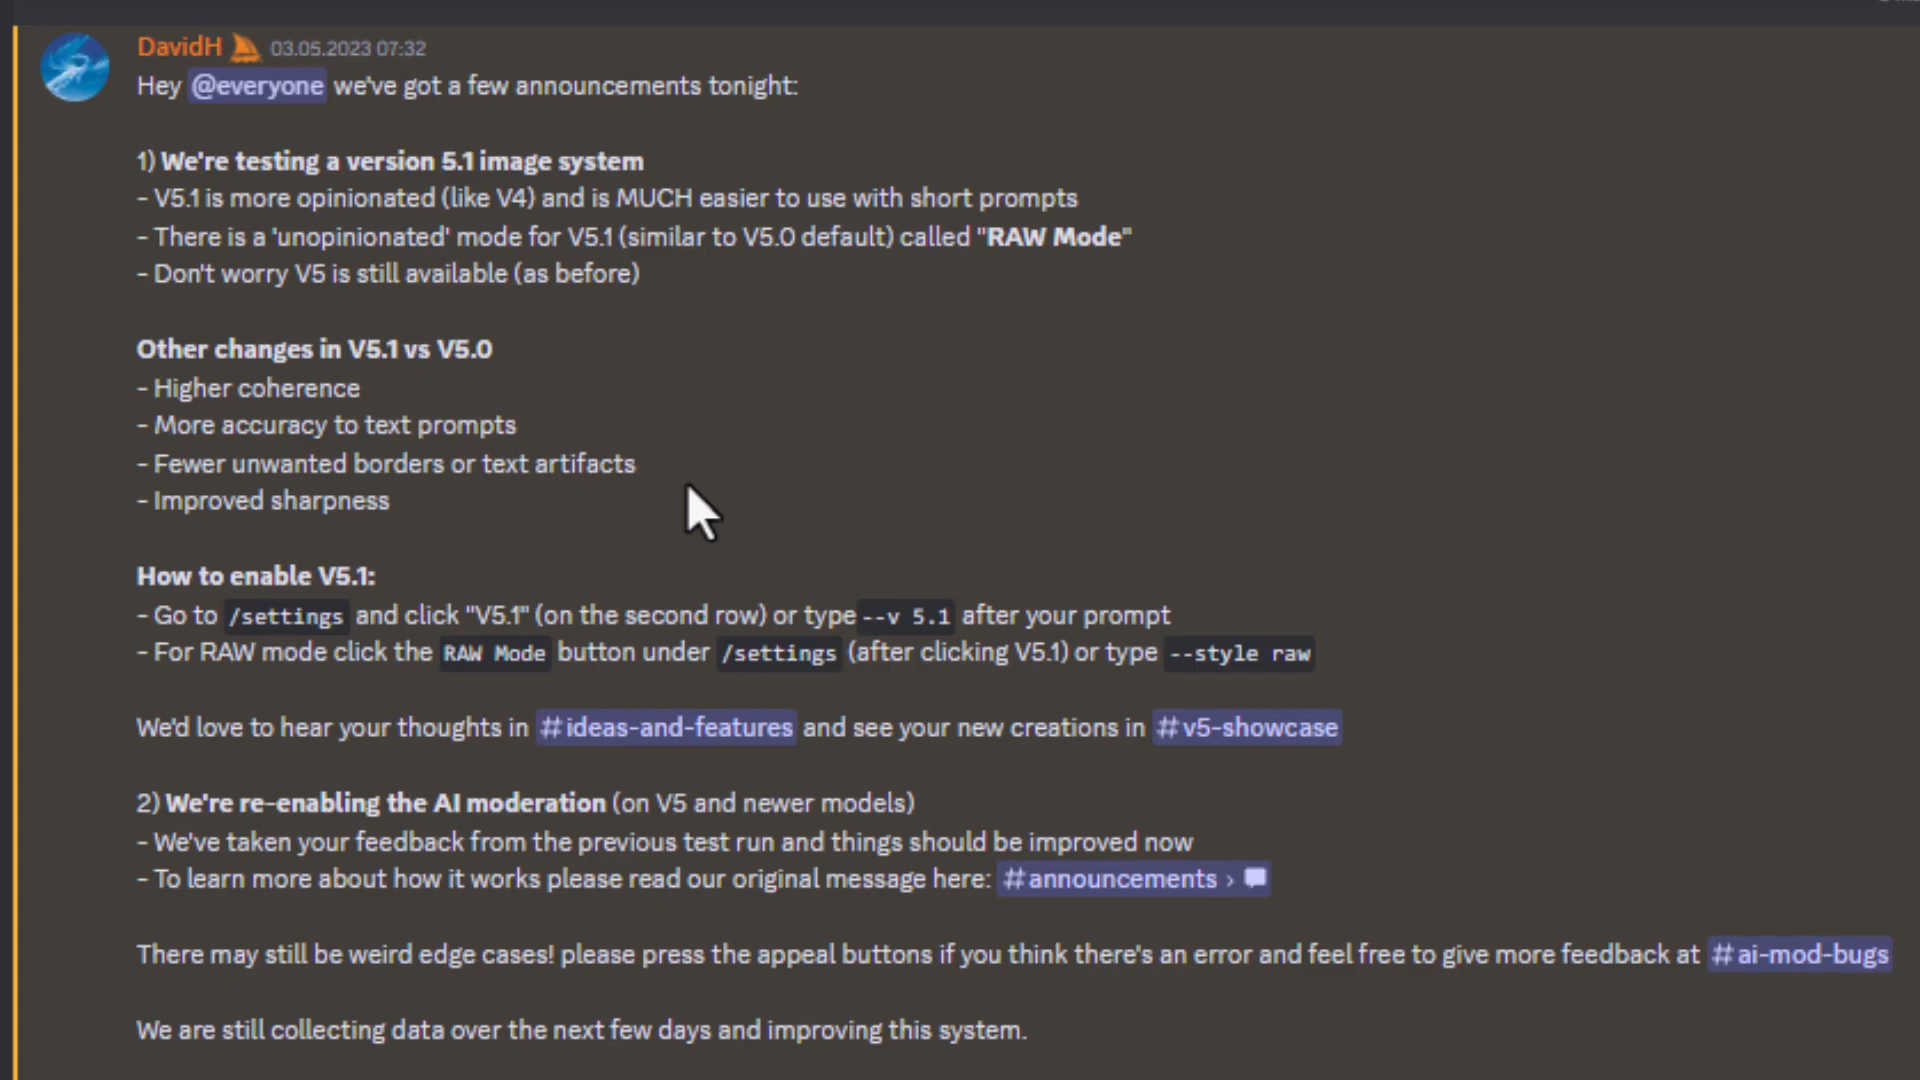 DavidH 03.05.2023 07:32
Hey @everyone we've got a few announcements tonight:
1) We're testing a version 5.1 image system
- V5.1 is more opinionated (like V4) and is MUCH easier to use with short prompts
- There is a 'unopinionated' mode for V5.1 (similar to V5.0 default) called "RAW Mode"
- Don't worry V5 is still available (as before)
Other changes in V5.1 vs V5.0
- Higher coherence
- More accuracy to text prompts
- Fewer unwanted borders or text artifacts
- Improved sharpness
How to enable V5.1:
- Go to /settings and click "V5.1" (on the second row) or type --v 5.1 after your prompt
- For RAW mode click the RAW Mode button under /settings (after clicking V5.1) or type --style raw
We'd love to hear your thoughts in #ideas-and-features and see your new creations in #v5-showcase
2) We're re-enabling the AI moderation (on V5 and newer models)
- We've taken your feedback from the previous test run and things should be improved now
- To learn more about how it works please read our original message here: #announcements ›
There may still be weird edge cases! please press the appeal buttons if you think there's an error and feel free to give more feedback at #ai-mod-bugs
We are still collecting data over the next few days and improving this system.